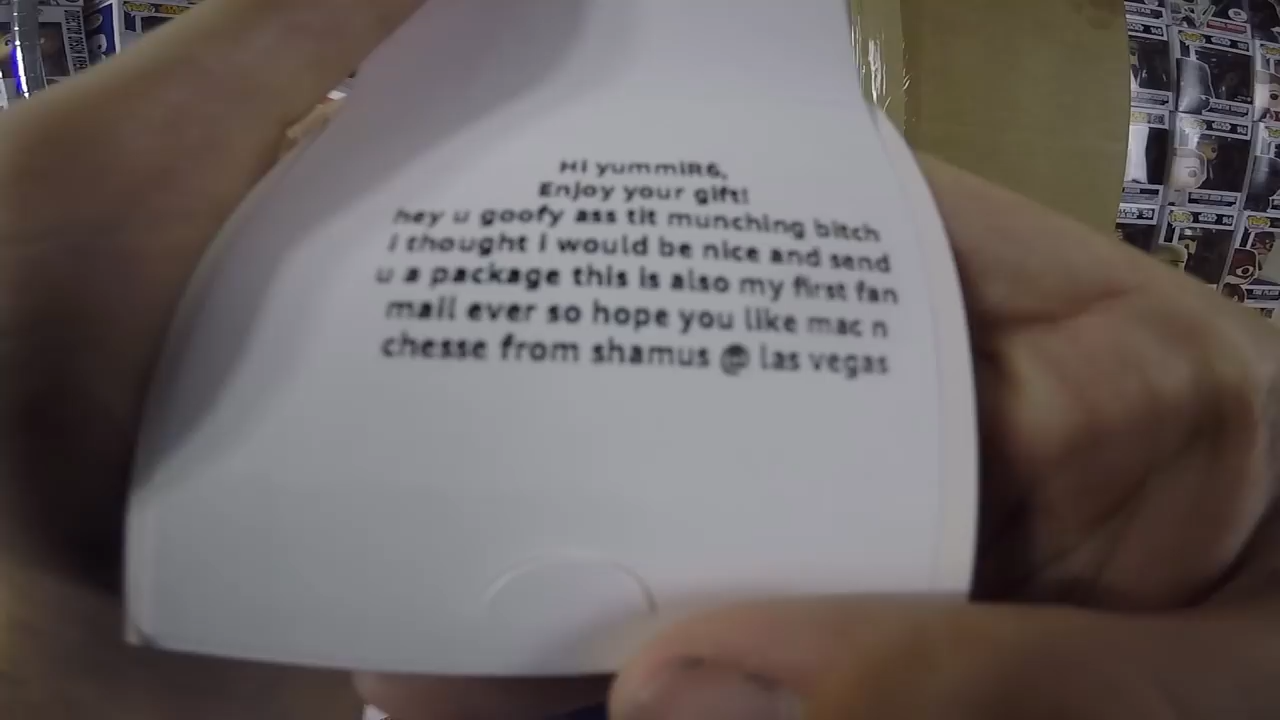 Hi yummiR6,
Enjoy your gift!
hey u goofy ass tit munching bitch
i thought i would be nice and send
u a package this is also my first fan
mail ever so hope you like mac n
chesse from shamus @ las vegas